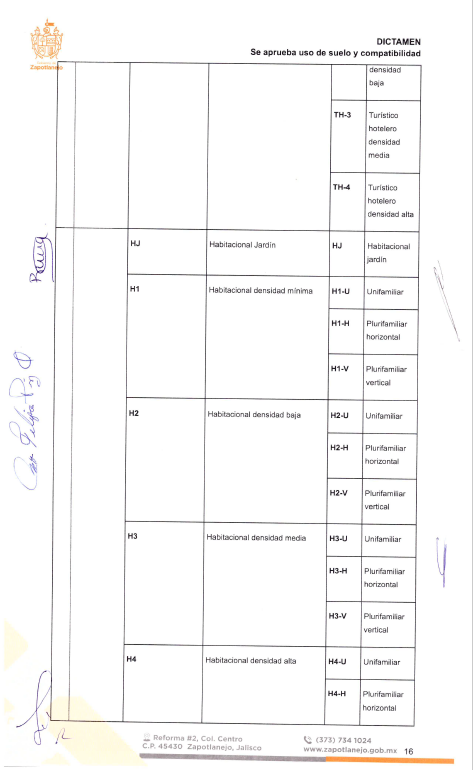 DICTAMEN
Se aprueba uso de suelo y compatibilidad
Zapotlanejo
densidad
baja
TH-3 Turístico
hotelero
densidad
media
TH-4 Turístico
hotelero
densidad alta
HJ Habitacional Jardín HJ Habitacional
jardín
H1 Habitacional densidad mínima H1-U Unifamiliar
H1-H Plurifamiliar
horizontal
H1-V Plurifamiliar
vertical
H2 Habitacional densidad baja H2-U Unifamiliar
H2-H Plurifamiliar
horizontal
H2-V Plurifamiliar
vertical
H3 Habitacional densidad media H3-U Unifamiliar
H3-H Plurifamiliar
horizontal
H3-V Plurifamiliar
vertical
H4 Habitacional densidad alta H4-U Unifamiliar
H4-H Plurifamiliar
horizontal
Reforma #2, Col. Centro
C.P. 45430 Zapotlanejo, Jalisco
(373) 734 1024
www.zapotlanejo.gob.mx 16